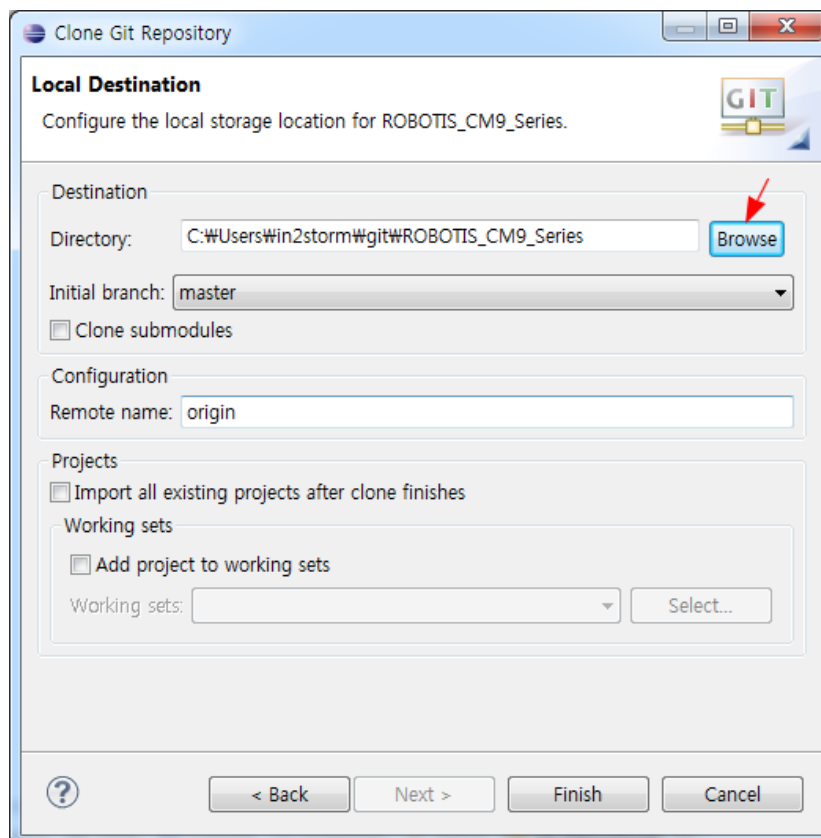 Clone Git Repository
Local Destination
Configure the local storage location for ROBOTIS_CM9_Series.
GIT
Destination
Directory: C:₩Users₩in2storm₩git₩ROBOTIS_CM9_Series Browse
Initial branch: master
Clone submodules
Configuration
Remote name: origin
Projects
Import all existing projects after clone finishes
Working sets
Add project to working sets
Working sets: Select...
? < Back Next > Finish Cancel